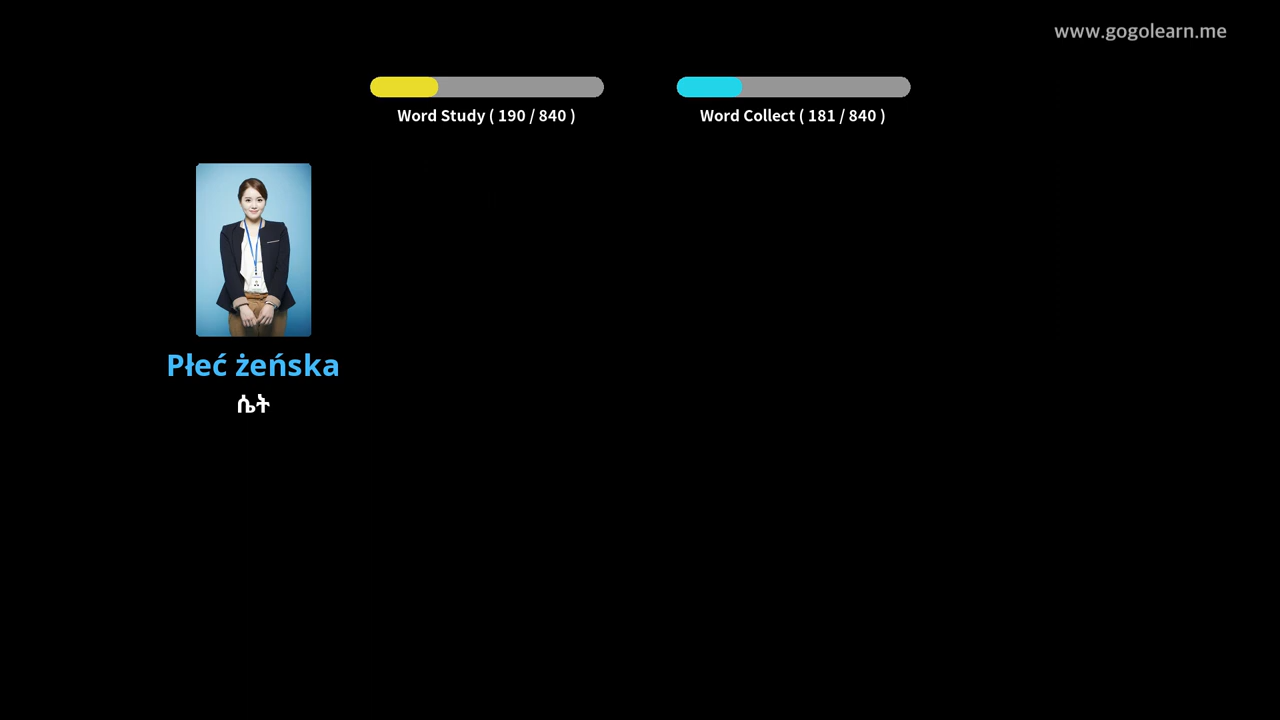 www.gogolearn.me
Word Study ( 190 / 840 )
Word Collect ( 181 / 840 )
Płeć żeńska
ሴት